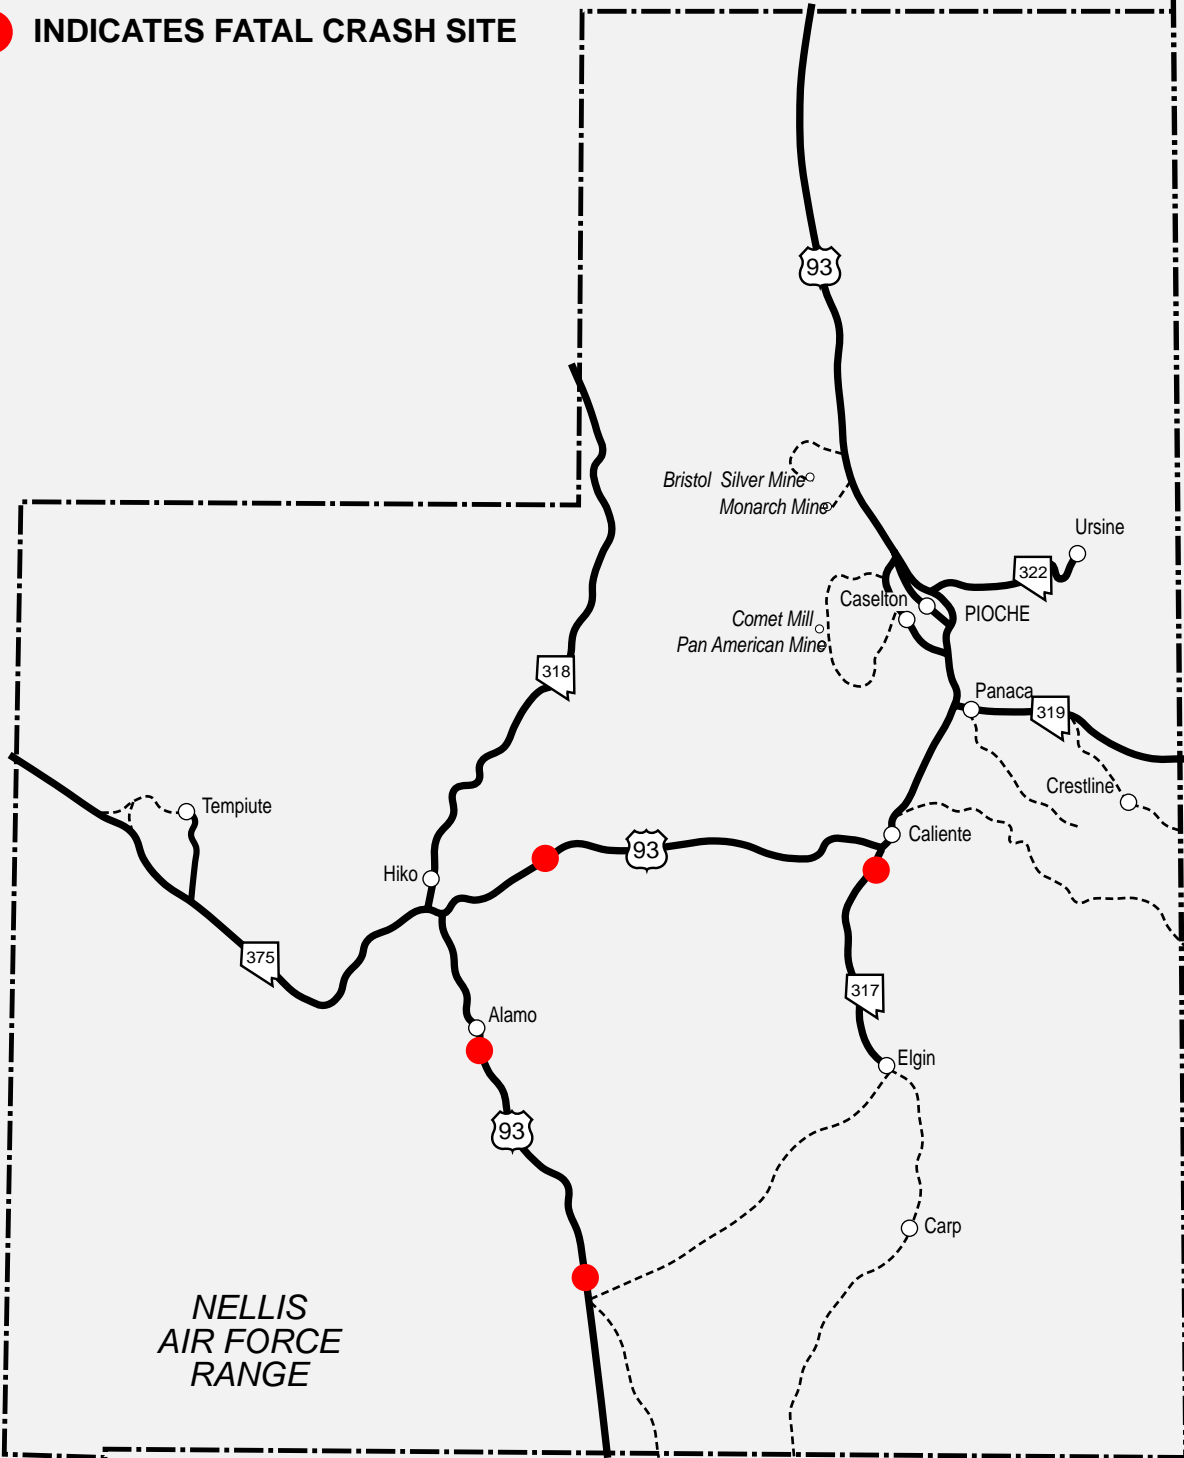 INDICATES FATAL CRASH SITE
93
Bristol  Silver Mine
Monarch Mine
Ursine
322
Caselton
PIOCHE
Comet Mill
Pan American Mine
318
Panaca
319
Crestline
Tempiute
Caliente
93
Hiko
375
317
Alamo
Elgin
93
Carp
NELLIS
AIR FORCE
RANGE